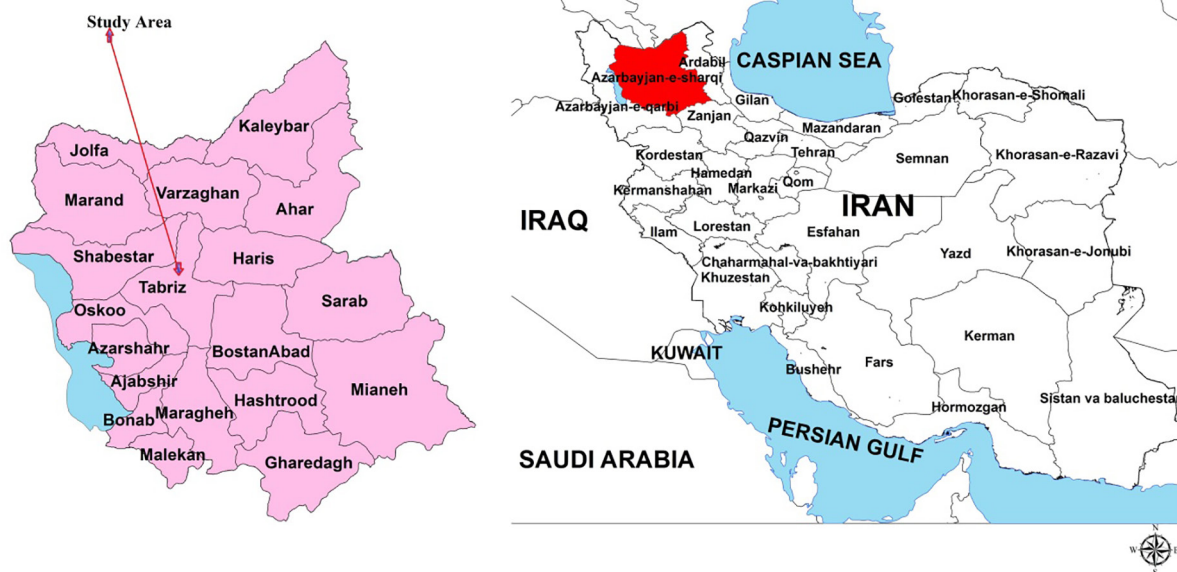 Study Area
Kaleybar
Jolfa
Varzaghan
Marand
Ahar
Shabestar
Haris
Tabriz
Sarab
Oskoo
Azarshahr
BostanAbad
Ajabshir
Mianeh
Hashtrood
Maragheh
Bonab
Malekan
Gharedagh
CASPIAN SEA
Ardabil
Azarbayjan-e-sharqi
Azarbayjan-e-qarbi
Gilan
Golestan
Khorasan-e-Shomali
Zanjan
Mazandaran
Qazvin
Tehran
Semnan
Khorasan-e-Razavi
Kordestan
Hamedan
Qom
Kermanshahan
Markazi
IRAN
IRAQ
Ilam
Lorestan
Esfahan
Chaharmahal-va-bakhtiyari
Yazd
Khorasan-e-Jonubi
Khuzestan
Kohkiluyeh
Kerman
KUWAIT
Bushehr
Fars
Sistan va baluchestan
Hormozgan
PERSIAN GULF
SAUDI ARABIA
N
W E
S